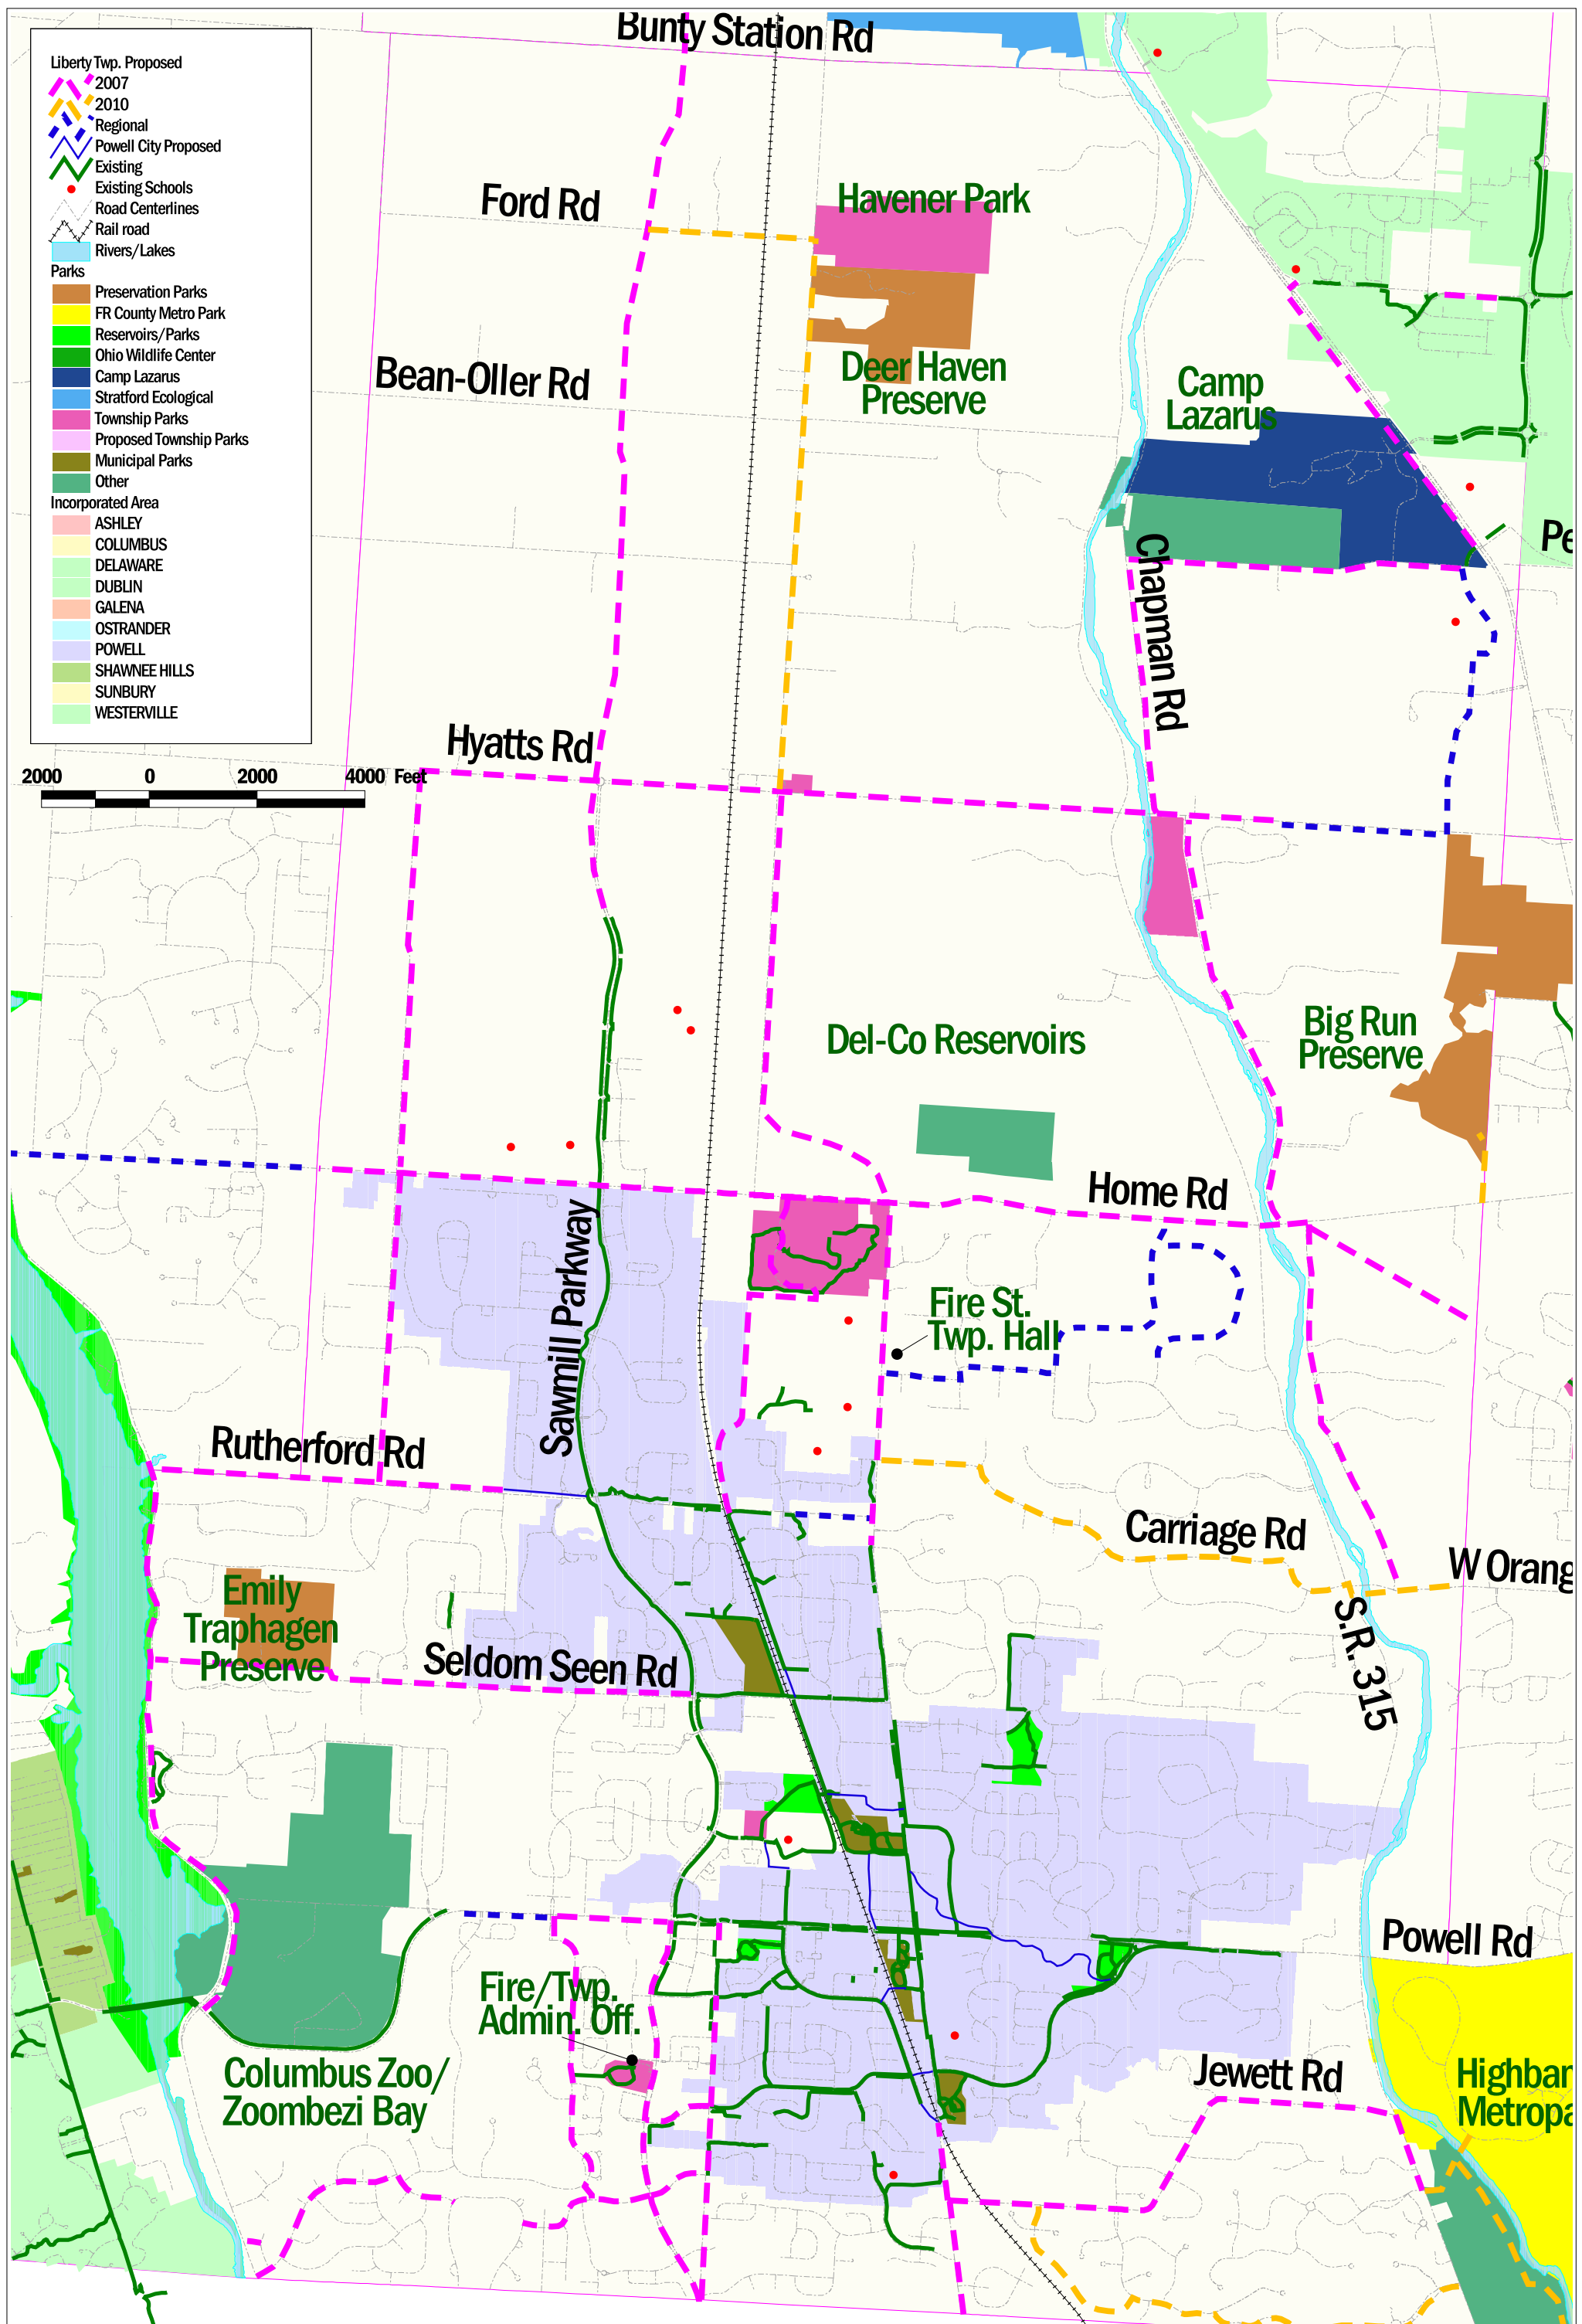 Bunty Station Rd
Liberty Twp. Proposed
2007
2010
Regional
Powell City Proposed
Existing
Existing Schools
Road Centerlines
Rail road
Rivers/Lakes
Parks
Preservation Parks
FR County Metro Park
Reservoirs/Parks
Ohio Wildlife Center
Camp Lazarus
Stratford Ecological
Township Parks
Proposed Township Parks
Municipal Parks
Other
Incorporated Area
ASHLEY
COLUMBUS
DELAWARE
DUBLIN
GALENA
OSTRANDER
POWELL
SHAWNEE HILLS
SUNBURY
WESTERVILLE
2000 0 2000 4000 Feet
Ford Rd
Havener Park
Bean-Oller Rd
Deer Haven
Preserve
Camp
Lazarus
Pe
Chapman Rd
Hyatts Rd
Del-Co Reservoirs
Big Run
Preserve
Home Rd
Sawmill Parkway
Fire St.
Twp. Hall
Rutherford Rd
Carriage Rd
W Orang
Emily
Traphagen
Preserve
Seldom Seen Rd
S.R. 315
Powell Rd
Fire/Twp.
Admin. Off.
Columbus Zoo/
Zoombezi Bay
Jewett Rd
Highban
Metropa